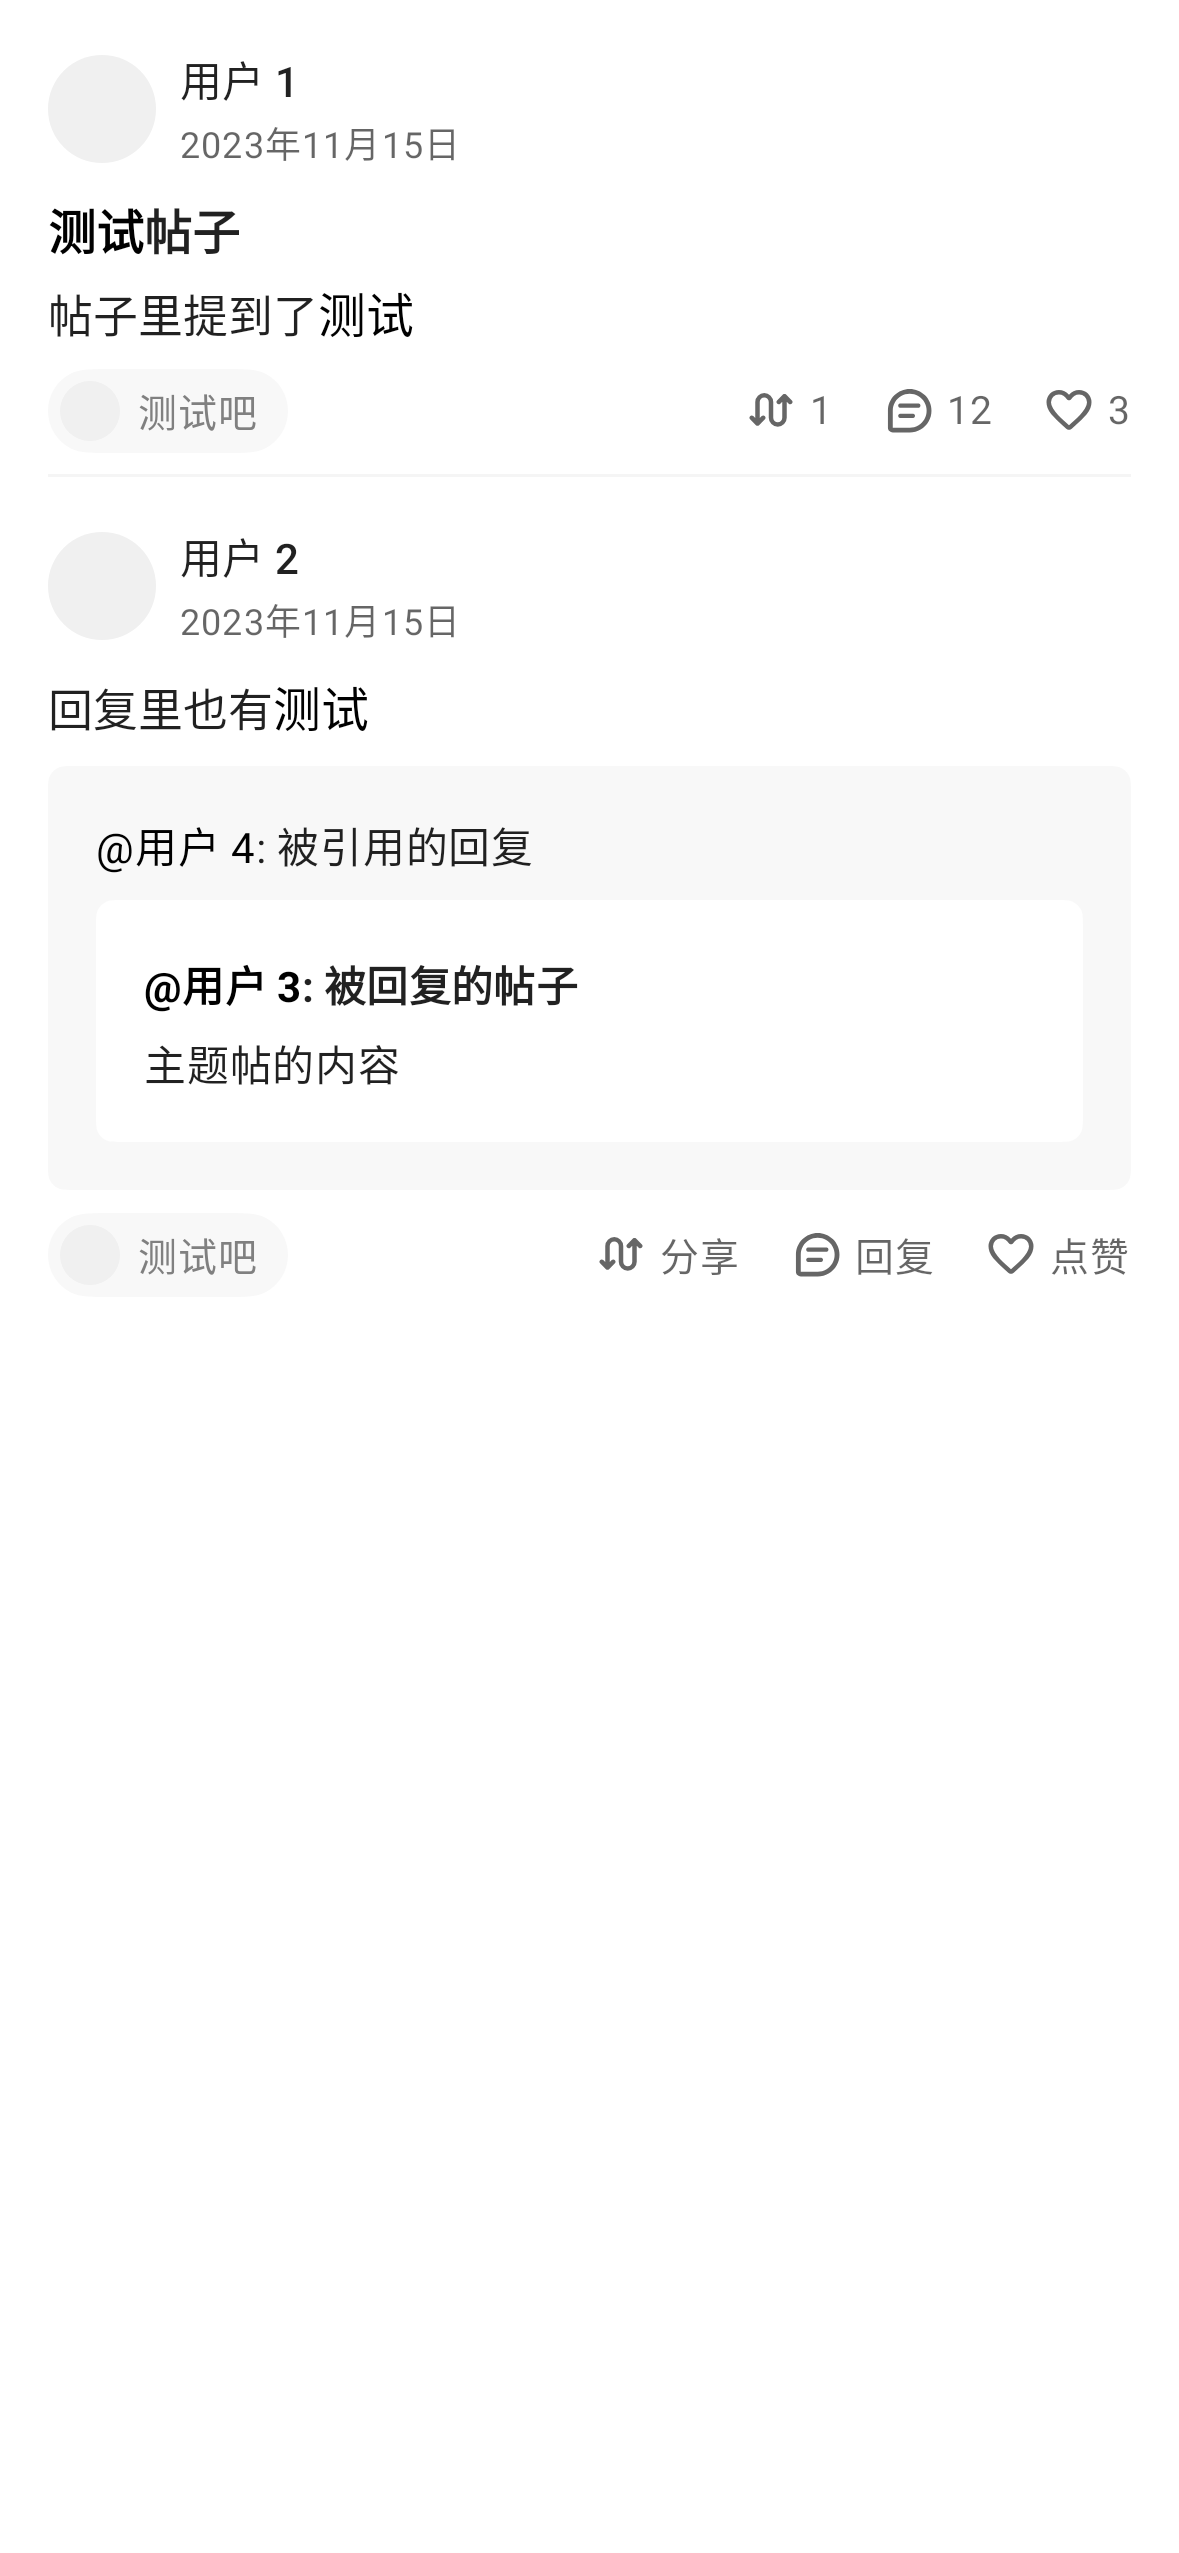 用户 1
2023年11月15日
测试帖子
帖子里提到了测试
测试吧 1 12 3
用户 2
2023年11月15日
回复里也有测试
@用户 4: 被引用的回复
@用户 3: 被回复的帖子
主题帖的内容
测试吧 分享 回复 点赞